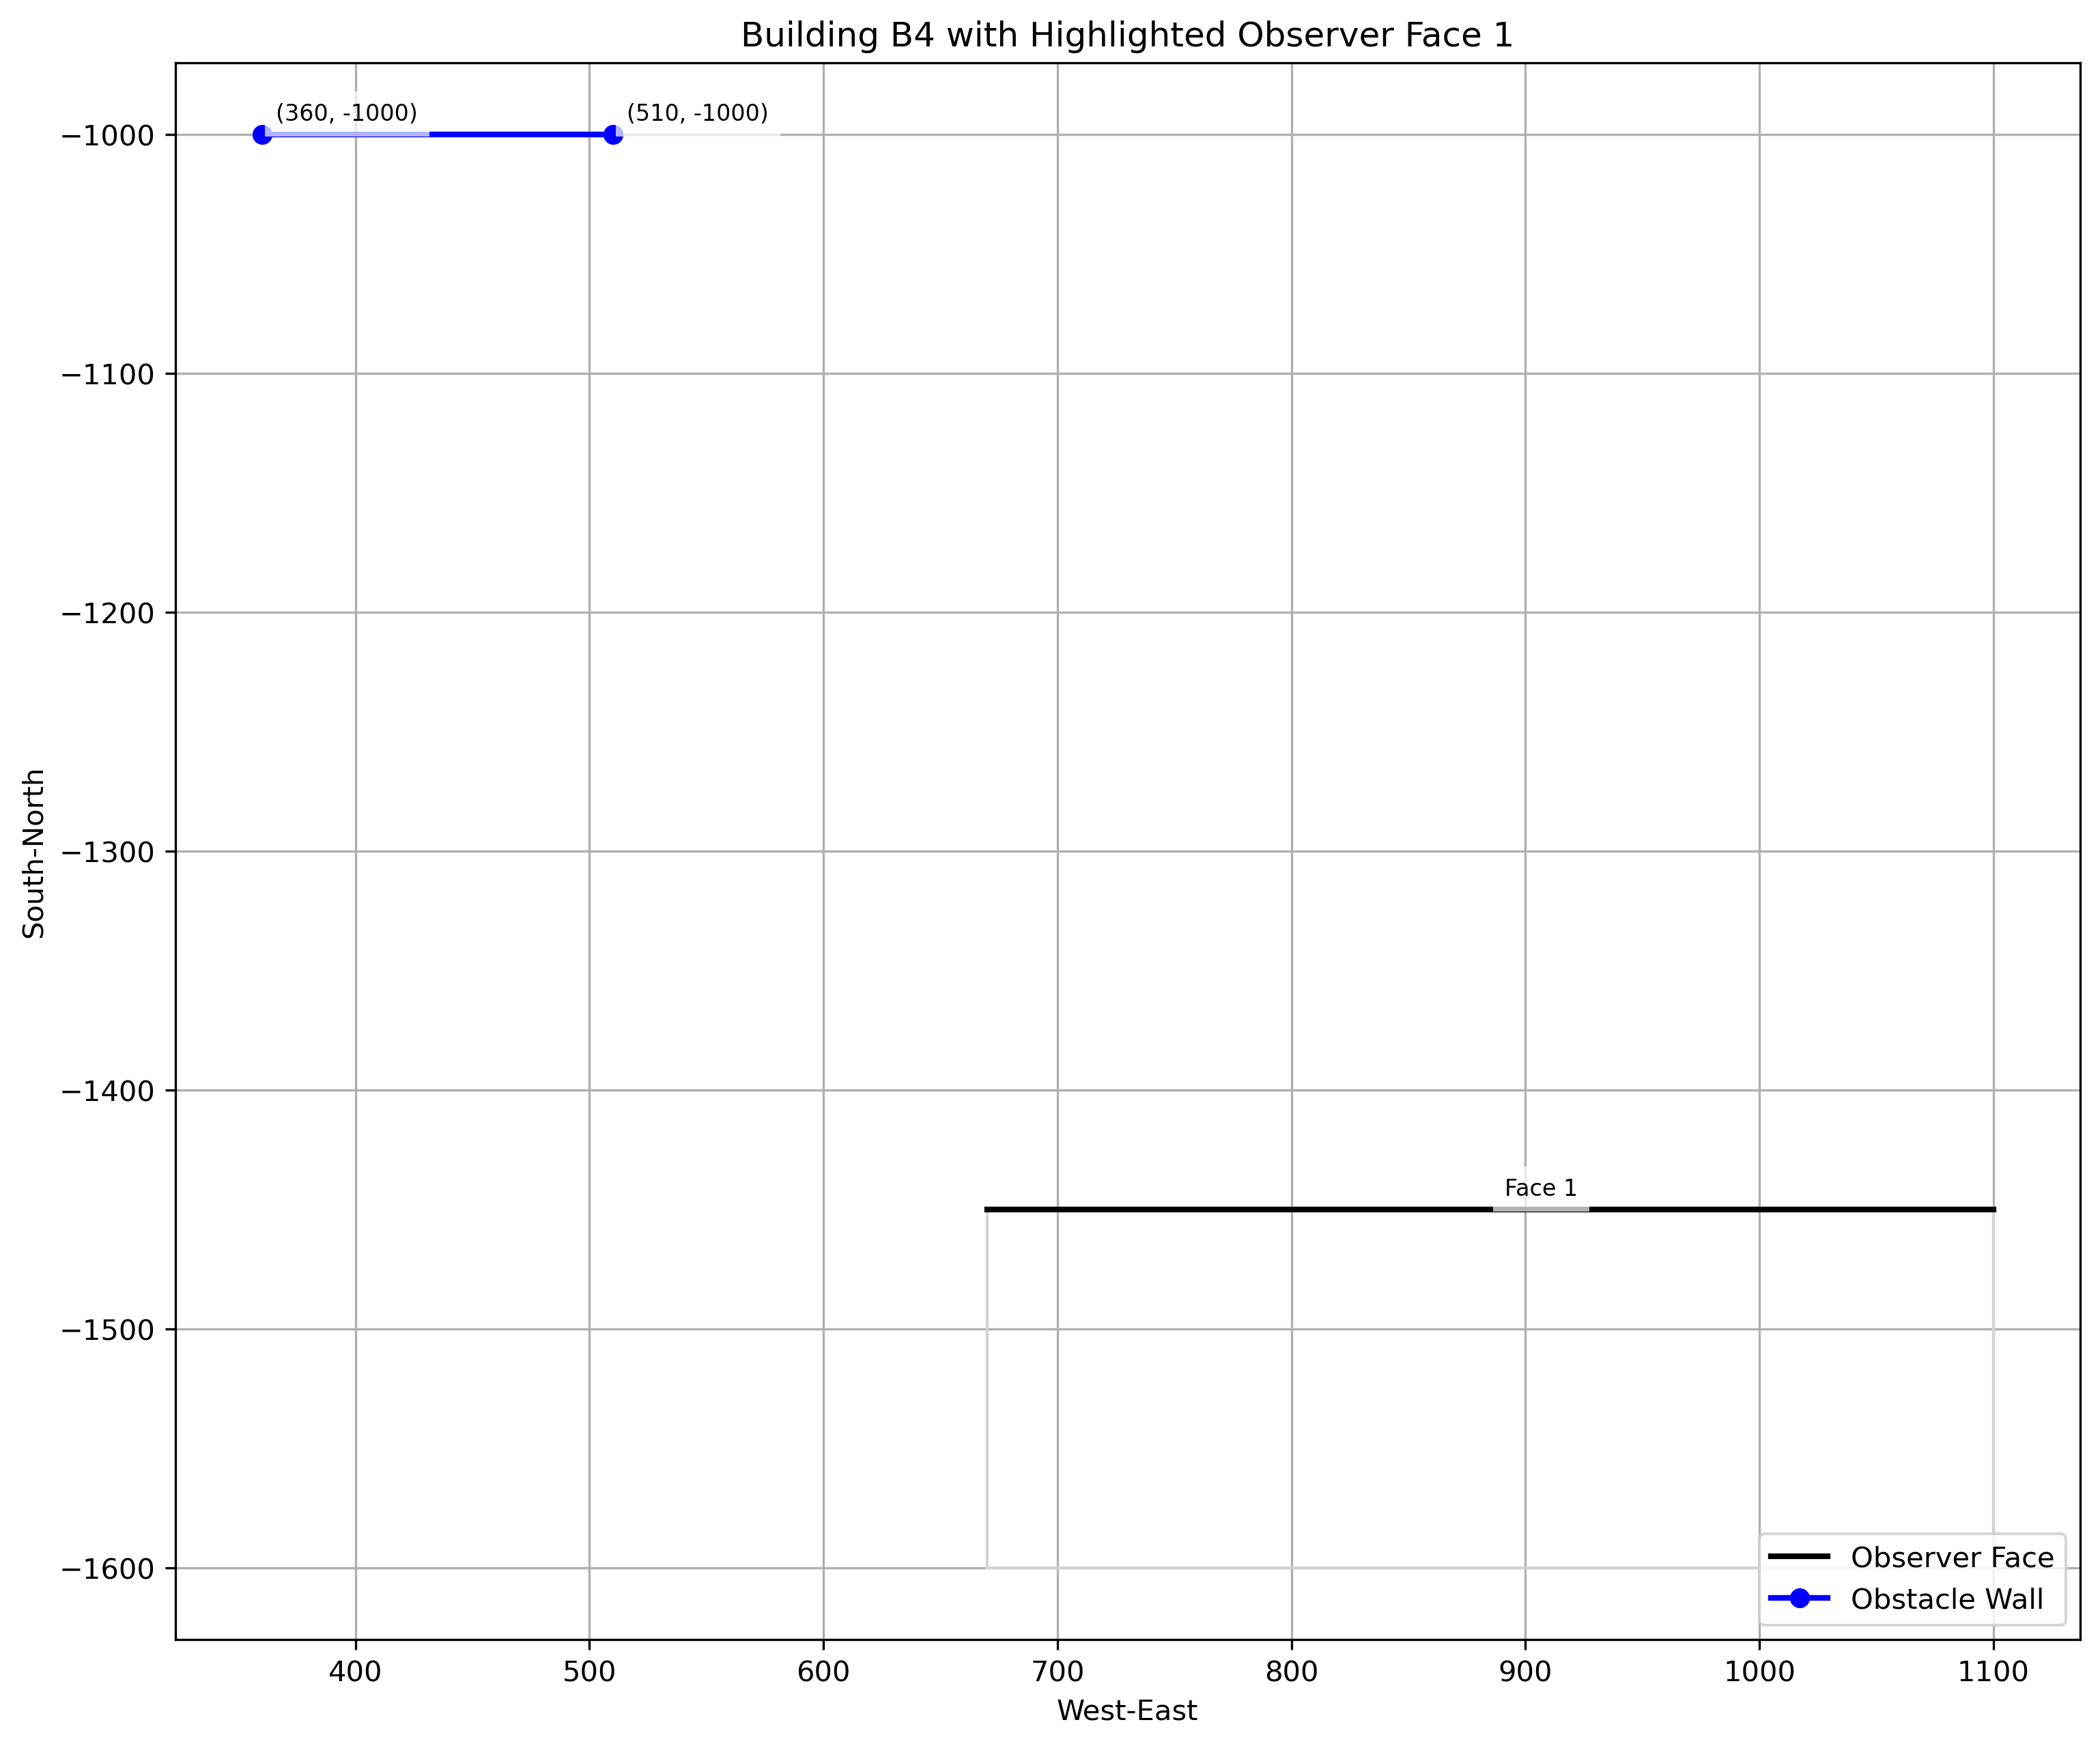 Building B4 with Highlighted Observer Face 1
(360, -1000)
(510, -1000)
−1000
−1100
−1200
−1300
−1400
−1500
−1600
South-North
Face 1
Observer Face
Obstacle Wall
400
500
600
700
800
900
1000
1100
West-East